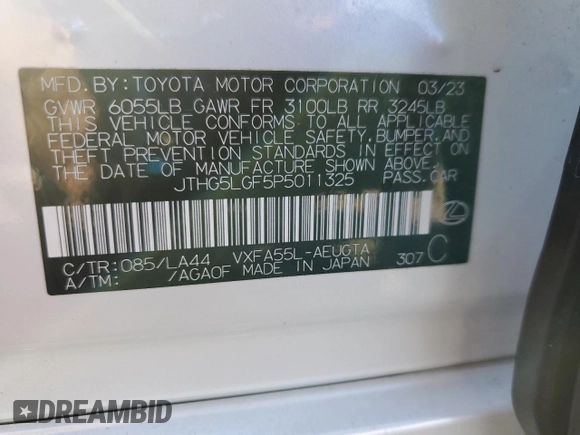 MFD.BY:TOYOTA MOTOR CORPORATION 03/23
GVWR 6055LB GAWR FR 3100LB RR 3245LB
THIS VEHICLE CONFORMS TO ALL APPLICABLE
FEDERAL MOTOR VEHICLE SAFETY, BUMPER, AND
THEFT PREVENTION STANDARDS IN EFFECT ON
THE DATE OF MANUFACTURE SHOWN ABOVE.
JTHG5LGF5P5011325 PASS.CAR
C/TR:085/LA44 VXFA55L-AEUGTA
A/TM: /AGA0F MADE IN JAPAN 307 C
DREAMBID